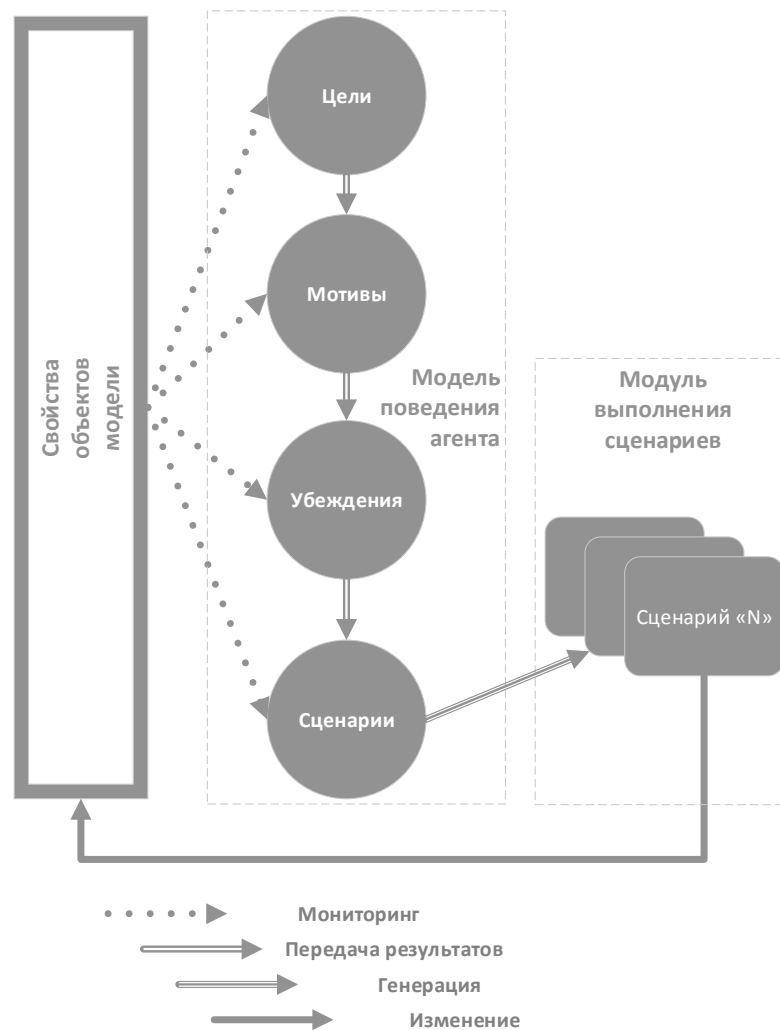 Свойства
объектов
модели
Цели
Мотивы
Модель
поведения
агента
Убеждения
Сценарии
Модуль
выполнения
сценариев
Сценарий «N»
Мониторинг
Передача результатов
Генерация
Изменение